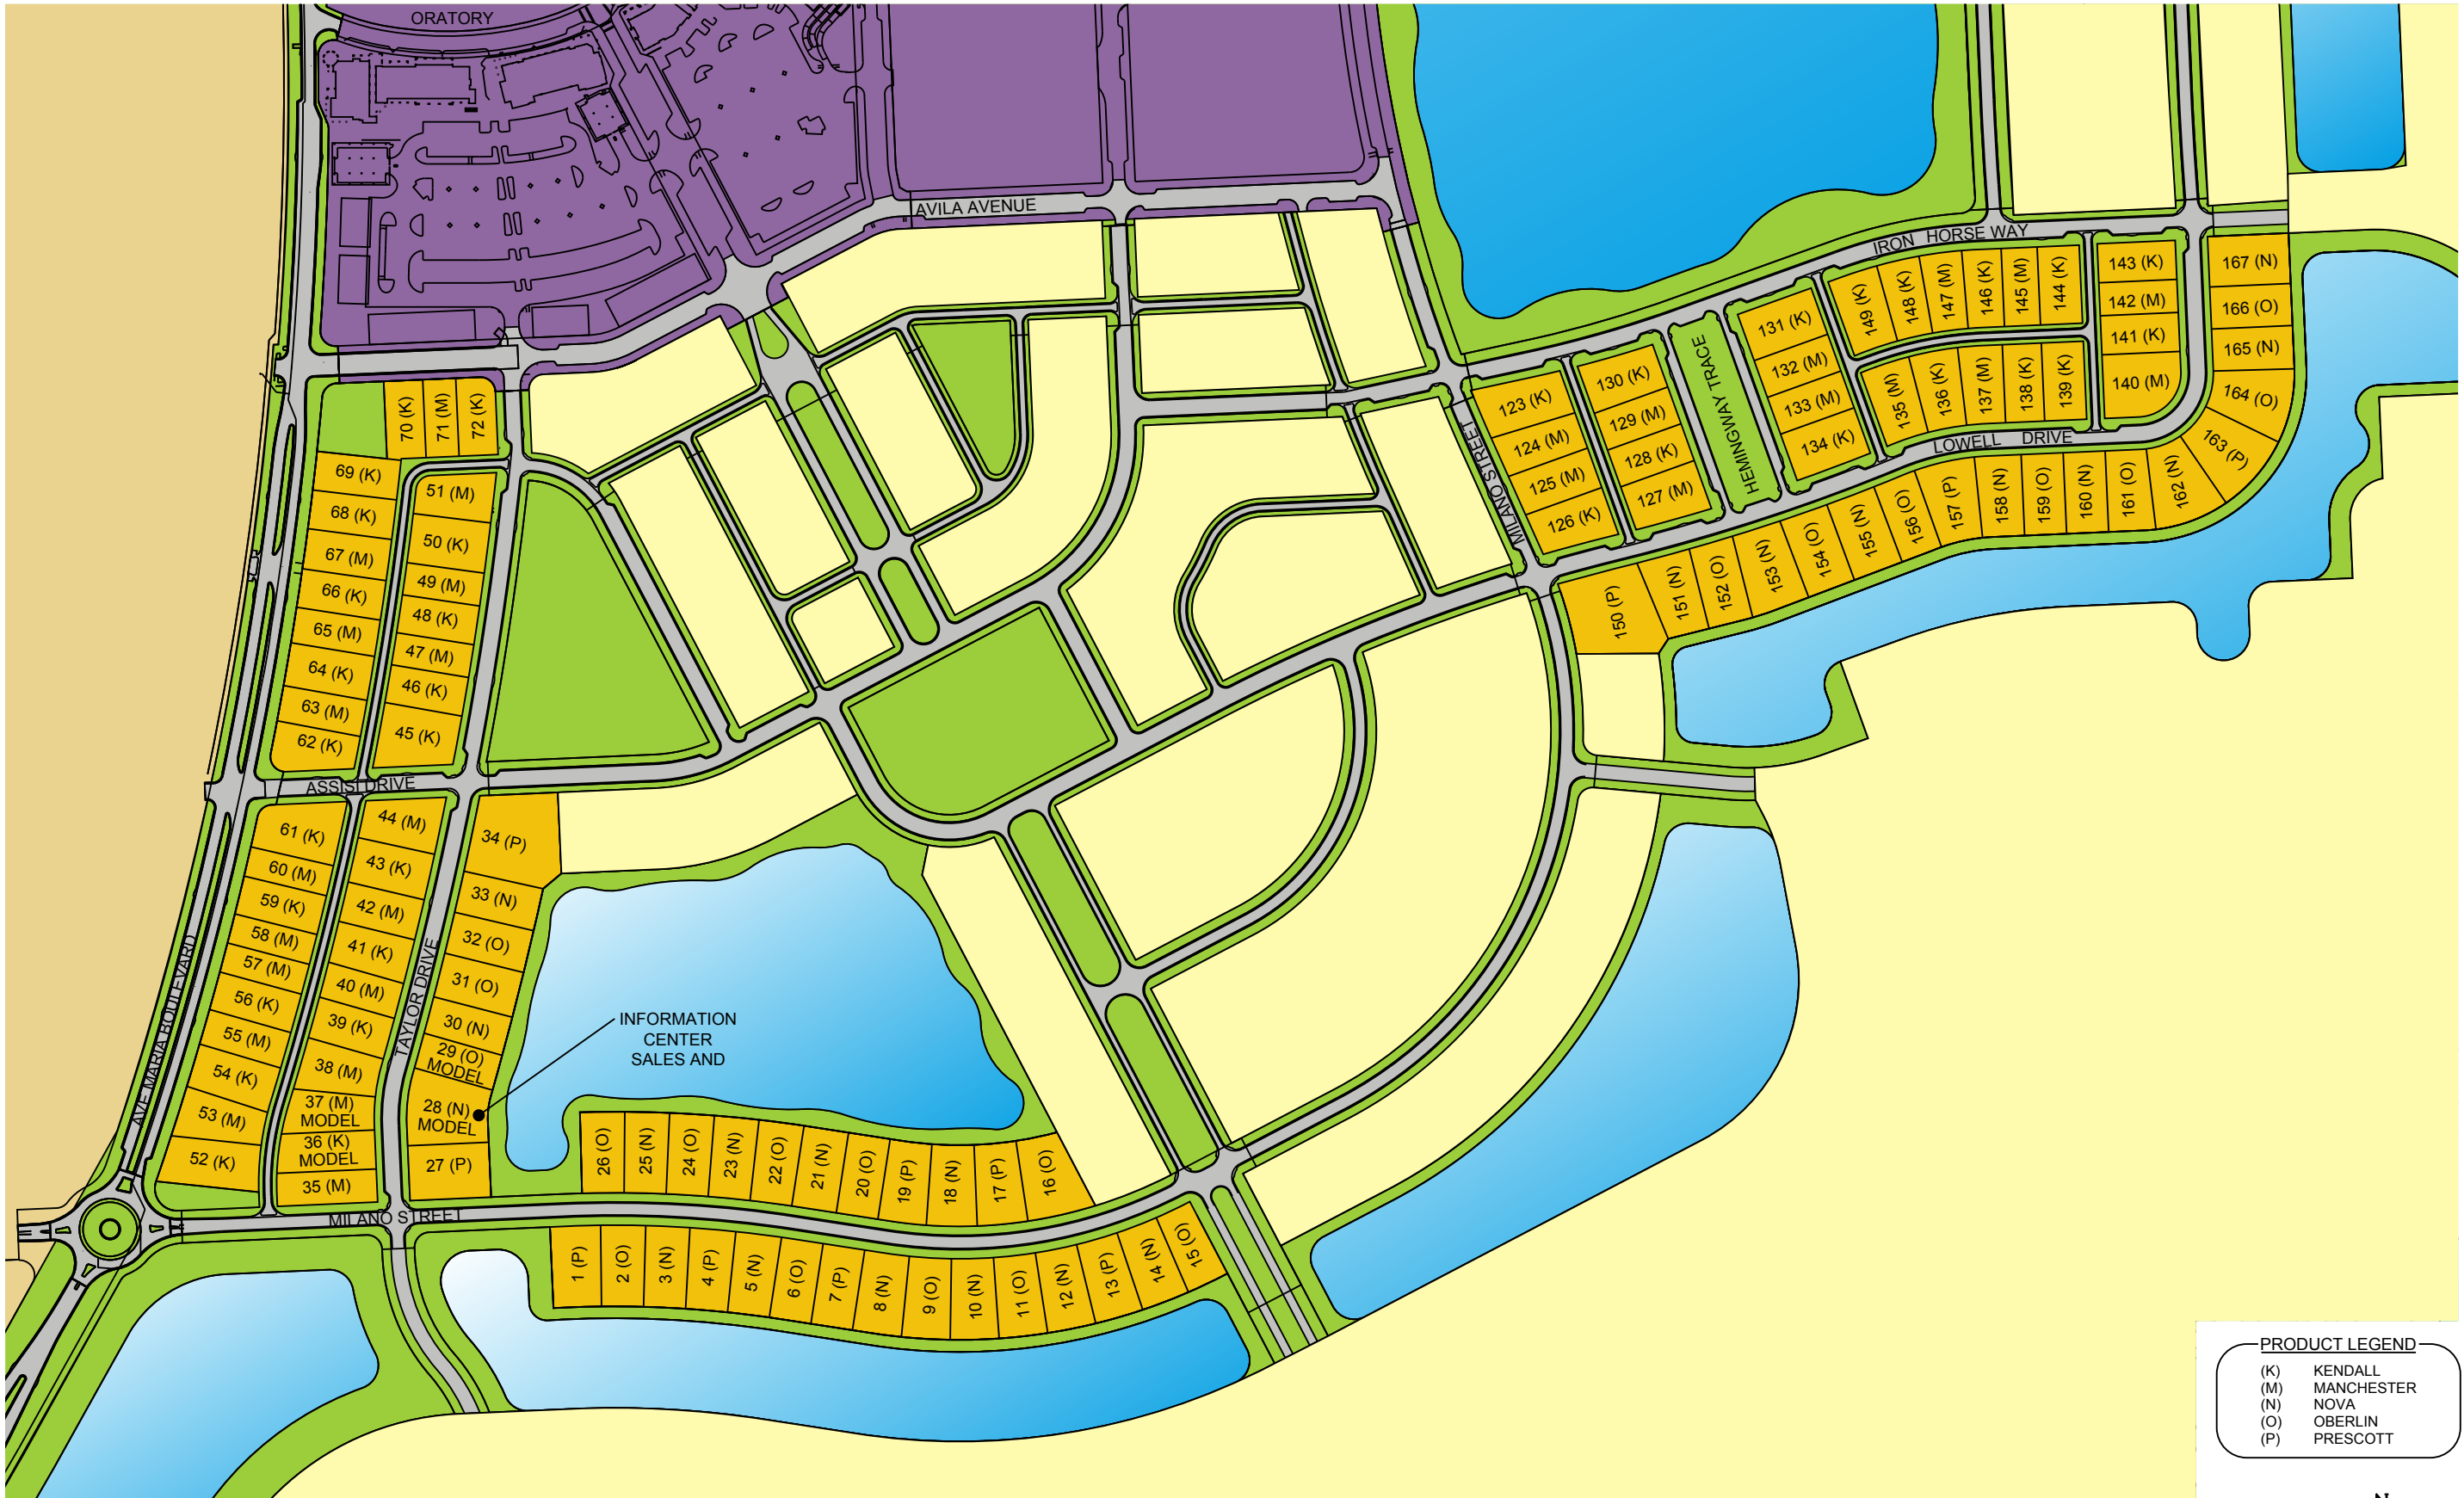 ORATORY
AVILA AVENUE
IRON HORSE WAY
143 (K)
167 (N)
149 (K)
148 (K)
147 (M)
146 (K)
145 (M)
144 (K)
142 (M)
166 (O)
131 (K)
141 (K)
165 (N)
132 (M)
140 (M)
164 (O)
133 (M)
135 (M)
136 (K)
137 (M)
138 (K)
139 (K)
134 (K)
LOWELL DRIVE
163 (P)
HEMINGWAY TRACE
130 (K)
129 (M)
128 (K)
127 (M)
123 (K)
124 (M)
125 (M)
126 (K)
MILANO STREET
150 (P)
151 (N)
152 (O)
153 (N)
154 (O)
155 (N)
156 (O)
157 (P)
158 (N)
159 (O)
160 (N)
161 (O)
162 (N)
70 (K)
71 (M)
72 (K)
69 (K)
68 (K)
67 (M)
66 (K)
65 (M)
64 (K)
63 (M)
62 (K)
51 (M)
50 (K)
49 (M)
48 (K)
47 (M)
46 (K)
45 (K)
ASSISI DRIVE
61 (K)
60 (M)
59 (K)
58 (M)
57 (M)
56 (K)
55 (M)
54 (K)
53 (M)
52 (K)
AVE MARIA BOULEVARD
44 (M)
43 (K)
42 (M)
41 (K)
40 (M)
39 (K)
38 (M)
37 (M)
MODEL
36 (K)
MODEL
35 (M)
TAYLOR DRIVE
34 (P)
33 (N)
32 (O)
31 (O)
30 (N)
29 (O)
MODEL
28 (N)
MODEL
27 (P)
INFORMATION
CENTER
SALES AND
26 (O)
25 (N)
24 (O)
23 (N)
22 (O)
21 (N)
20 (O)
19 (P)
18 (N)
17 (P)
16 (O)
MILANO STREET
1 (P)
2 (O)
3 (N)
4 (P)
5 (N)
6 (O)
7 (P)
8 (N)
9 (O)
10 (N)
11 (O)
12 (N)
13 (P)
14 (N)
15 (O)
PRODUCT LEGEND
(K) KENDALL
(M) MANCHESTER
(N) NOVA
(O) OBERLIN
(P) PRESCOTT